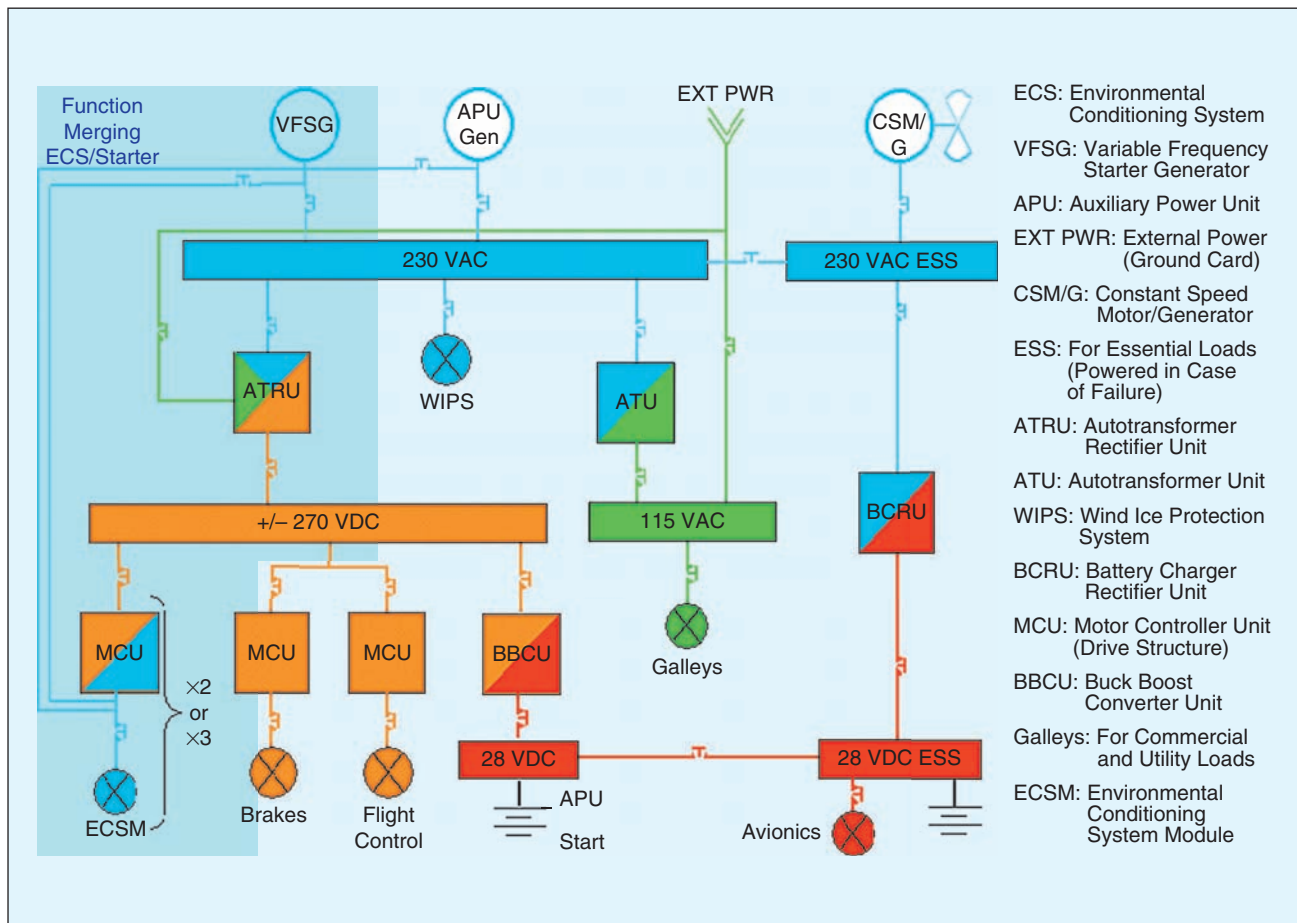 Function
Merging
ECS/Starter
VFSG
APU
Gen
EXT PWR
CSM/
G
230 VAC
230 VAC ESS
ATRU
WIPS
ATU
BCRU
+/– 270 VDC
115 VAC
MCU
×2
or
×3
MCU
MCU
BBCU
Galleys
ECSM
Brakes
Flight
Control
28 VDC
APU
Start
28 VDC ESS
Avionics
ECS: Environmental
Conditioning System
VFSG: Variable Frequency
Starter Generator
APU: Auxiliary Power Unit
EXT PWR: External Power
(Ground Card)
CSM/G: Constant Speed
Motor/Generator
ESS: For Essential Loads
(Powered in Case
of Failure)
ATRU: Autotransformer
Rectifier Unit
ATU: Autotransformer Unit
WIPS: Wind Ice Protection
System
BCRU: Battery Charger
Rectifier Unit
MCU: Motor Controller Unit
(Drive Structure)
BBCU: Buck Boost
Converter Unit
Galleys: For Commercial
and Utility Loads
ECSM: Environmental
Conditioning
System Module